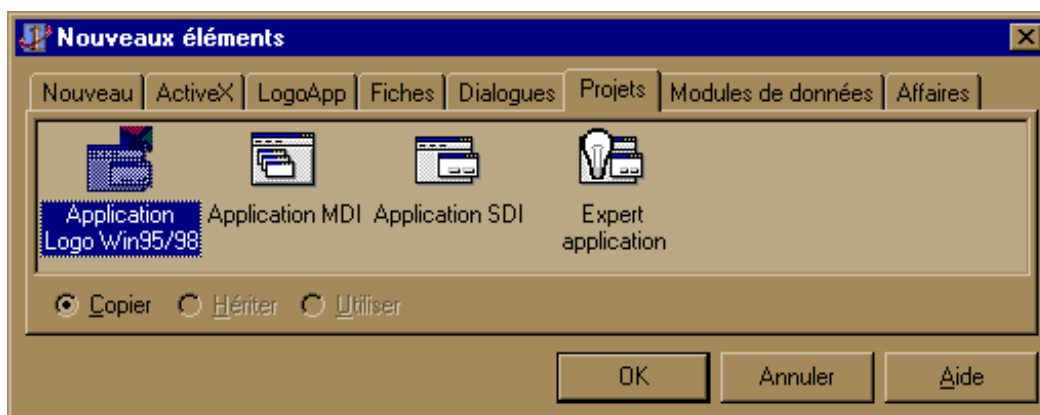 Nouveaux éléments
Nouveau ActiveX LogoApp Fiches Dialogues Projets Modules de données Affaires
Application Application MDI Application SDI Expert
Logo Win95/98 application
Copier Hériter Utiliser
OK Annuler Aide